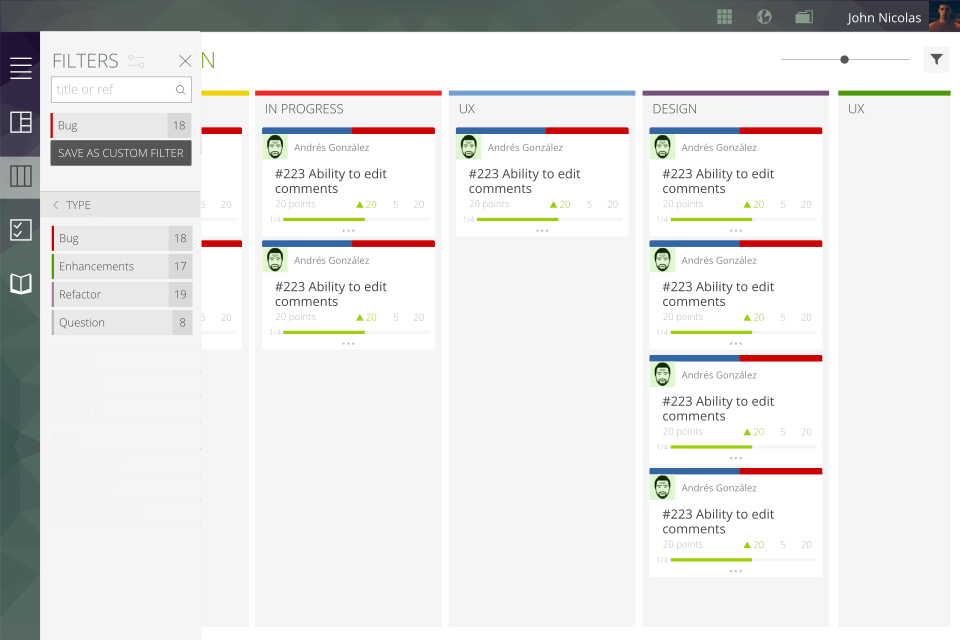 John Nicolas
FILTERS
N
title or ref
Bug 18
SAVE AS CUSTOM FILTER
TYPE
Bug 18
Enhancements 17
Refactor 19
Question 8
5 20
5 20
IN PROGRESS
Andrés González
#223 Ability to edit
comments
20 points 20 5 20
1/4
Andrés González
#223 Ability to edit
comments
20 points 20 5 20
1/4
UX
Andrés González
#223 Ability to edit
comments
20 points 20 5 20
1/4
DESIGN
Andrés González
#223 Ability to edit
comments
20 points 20 5 20
1/4
Andrés González
#223 Ability to edit
comments
20 points 20 5 20
1/4
Andrés González
#223 Ability to edit
comments
20 points 20 5 20
1/4
Andrés González
#223 Ability to edit
comments
20 points 20 5 20
1/4
UX